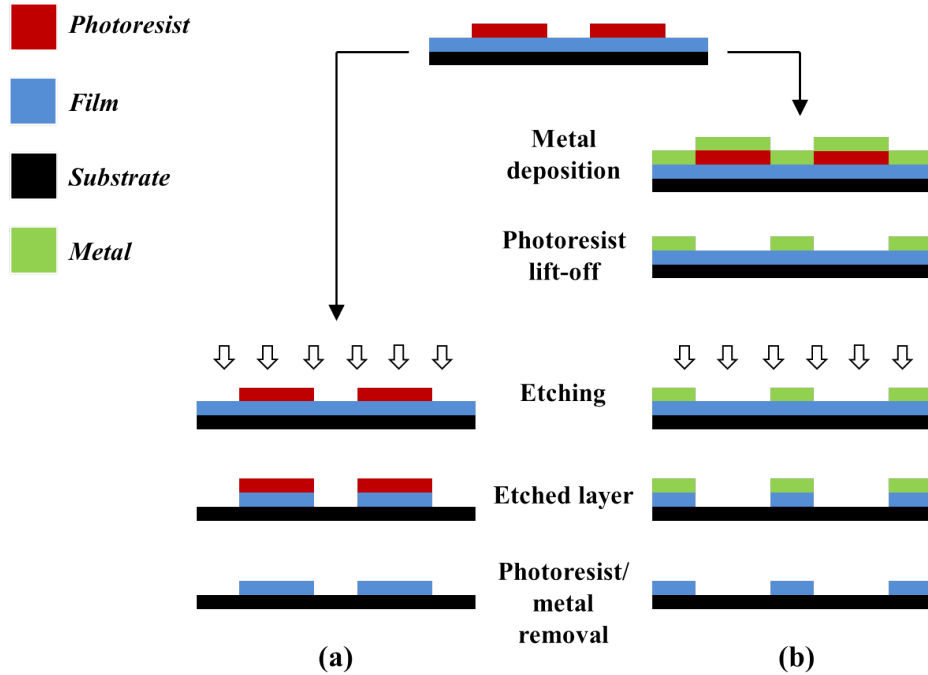 Photoresist
Film
Substrate
Metal
Metal
deposition
Photoresist
lift-off
Etching
Etched layer
Photoresist/
metal
removal
(a)
(b)